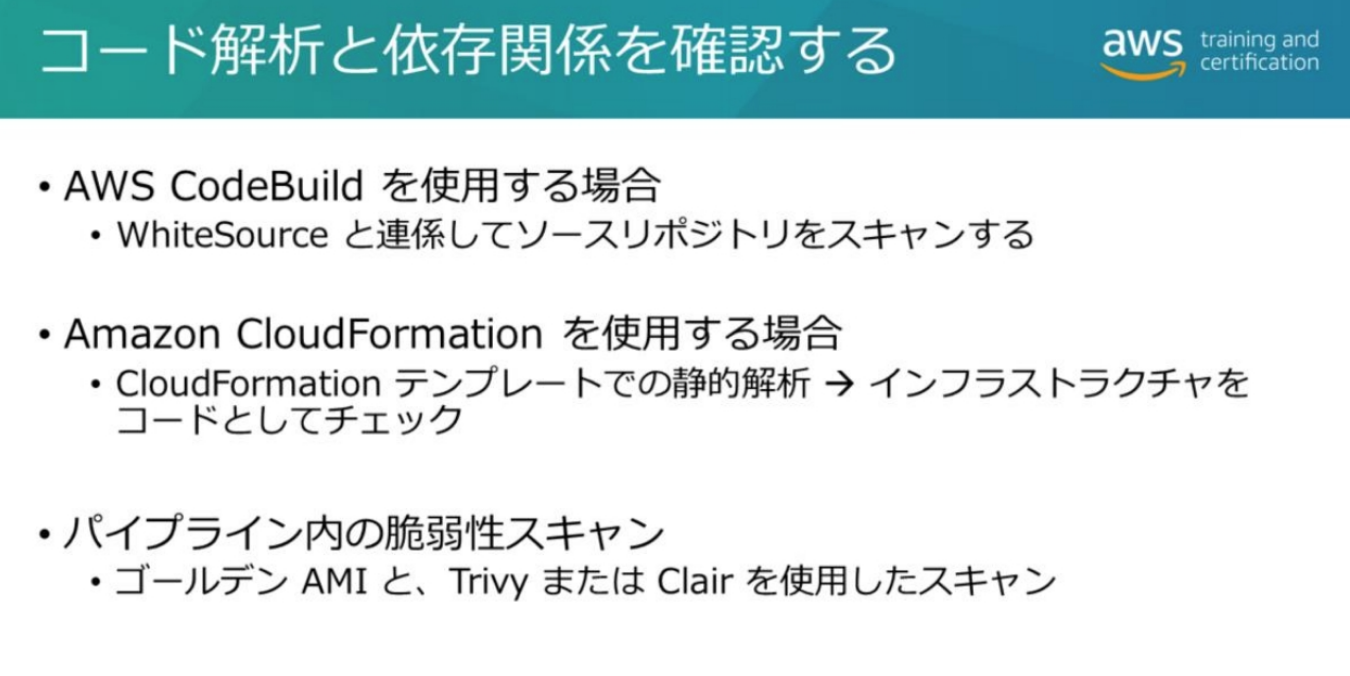 コード解析と依存関係を確認する
aws training and
certification
• AWS CodeBuild を使用する場合
• WhiteSource と連係してソースリポジトリをスキャンする
• Amazon CloudFormation を使用する場合
• CloudFormation テンプレートでの静的解析 → インフラストラクチャを
コードとしてチェック
• パイプライン内の脆弱性スキャン
• ゴールデン AMI と、Trivy または Clair を使用したスキャン